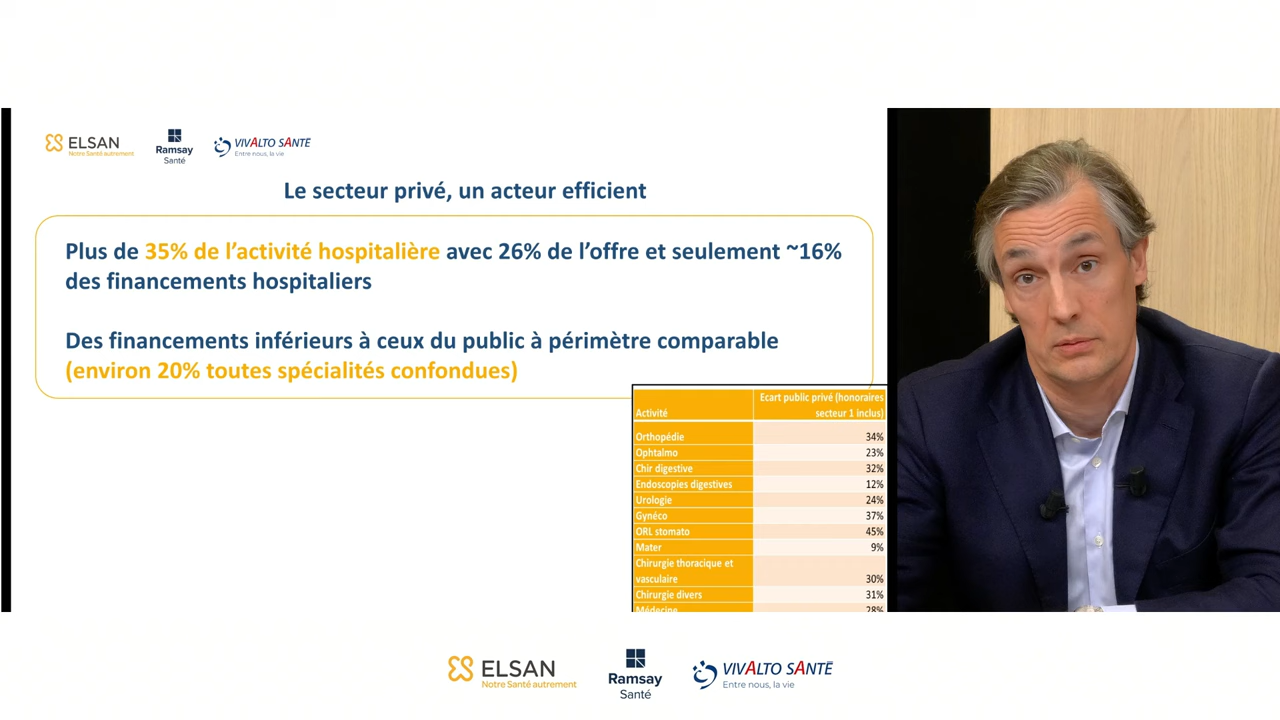 ELSAN
Notre Santé autrement
Ramsay
Santé
VIVALTO SANTÉ
Entre nous, la vie
Le secteur privé, un acteur efficient
Plus de 35% de l'activité hospitalière avec 26% de l'offre et seulement ~16%
des financements hospitaliers
Des financements inférieurs à ceux du public à périmètre comparable
(environ 20% toutes spécialités confondues)
Activité Ecart public privé (honoraires
secteur 1 inclus)
Orthopédie 34%
Ophtalmo 23%
Chir digestive 32%
Endoscopies digestives 12%
Urologie 24%
Gynéco 37%
ORL stomato 45%
Mater 9%
Chirurgie thoracique et
vasculaire 30%
Chirurgie divers 31%
Médecine 28%
ELSAN
Notre Santé autrement
Ramsay
Santé
VIVALTO SANTÉ
Entre nous, la vie